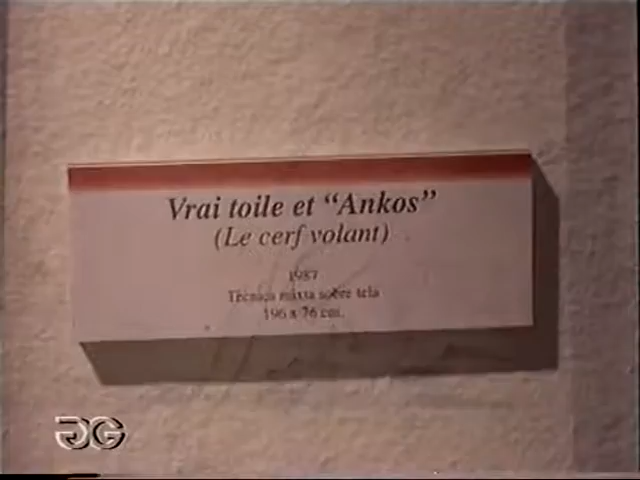 Vrai toile et “Ankos”
(Le cerf volant)
1987
Técnica mixta sobre tela
196 x 76 cm.